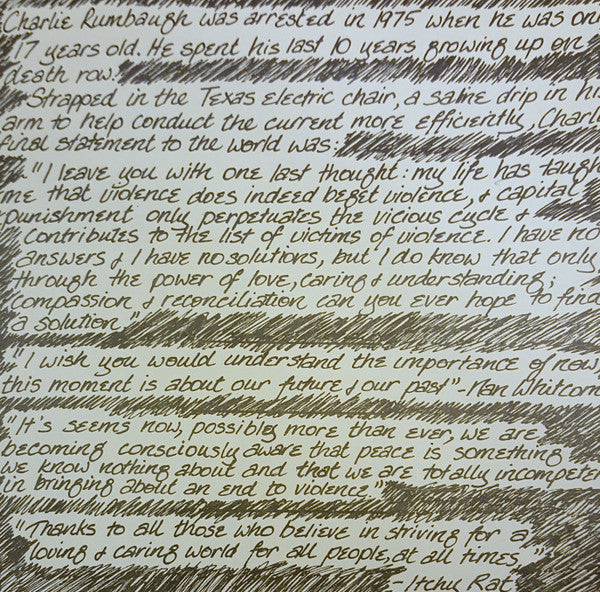 Charlie Rumbaugh was arrested in 1975 when he was on
17 years old. He spent his last 10 years growing up on
death row.
Strapped in the Texas electric chair, a saline drip in hi
arm to help conduct the current more efficiently, Charli
final statement to the world was:
"I leave you with one last thought: my life has taugh
me that violence does indeed beget violence, & capital
punishment only perpetuates the vicious cycle &
contributes to the list of victims of violence. I have no
answers & I have no solutions, but I do know that only
through the power of love, caring & understanding;
compassion & reconciliation can you ever hope to find
a solution."
"I wish you would understand the importance of now,
this moment is about our future & our past"-Nan Whitcom
"It's seems now, possibly more than ever, we are
becoming consciously aware that peace is something
we know nothing about and that we are totally incompete
in bringing about an end to violence."
"Thanks to all those who believe in striving for a
loving & caring world for all people, at all times."
-Itchy Rat